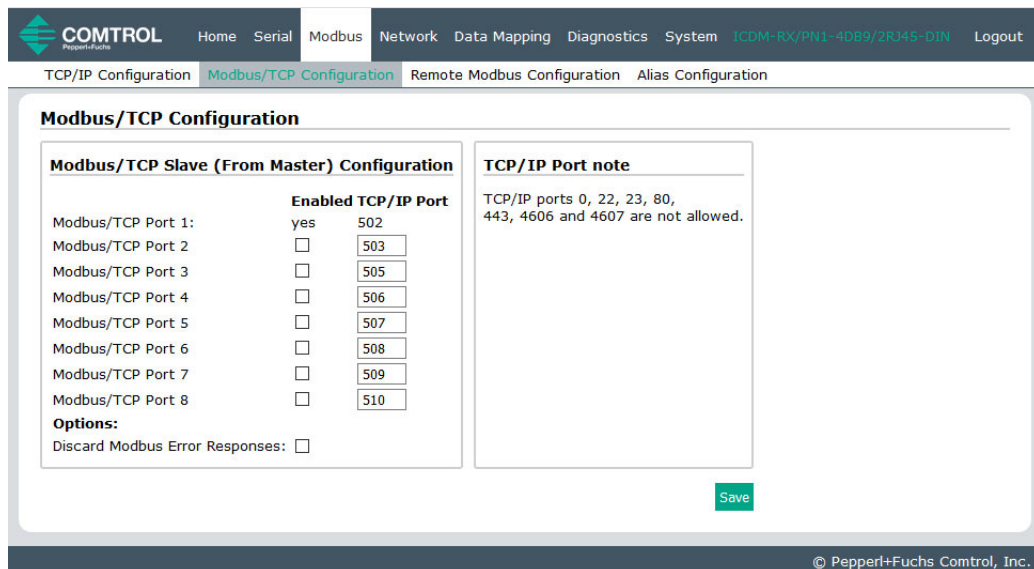 COMTROL
Pepperl+Fuchs
Home Serial Modbus Network Data Mapping Diagnostics System ICDM-RX/PN1-4DB9/2RJ45-DIN Logout
TCP/IP Configuration Modbus/TCP Configuration Remote Modbus Configuration Alias Configuration
Modbus/TCP Configuration
Modbus/TCP Slave (From Master) Configuration
Enabled TCP/IP Port
Modbus/TCP Port 1: yes 502
Modbus/TCP Port 2 503
Modbus/TCP Port 3 505
Modbus/TCP Port 4 506
Modbus/TCP Port 5 507
Modbus/TCP Port 6 508
Modbus/TCP Port 7 509
Modbus/TCP Port 8 510
Options:
Discard Modbus Error Responses:
TCP/IP Port note
TCP/IP ports 0, 22, 23, 80,
443, 4606 and 4607 are not allowed.
Save
© Pepperl+Fuchs Comtrol, Inc.